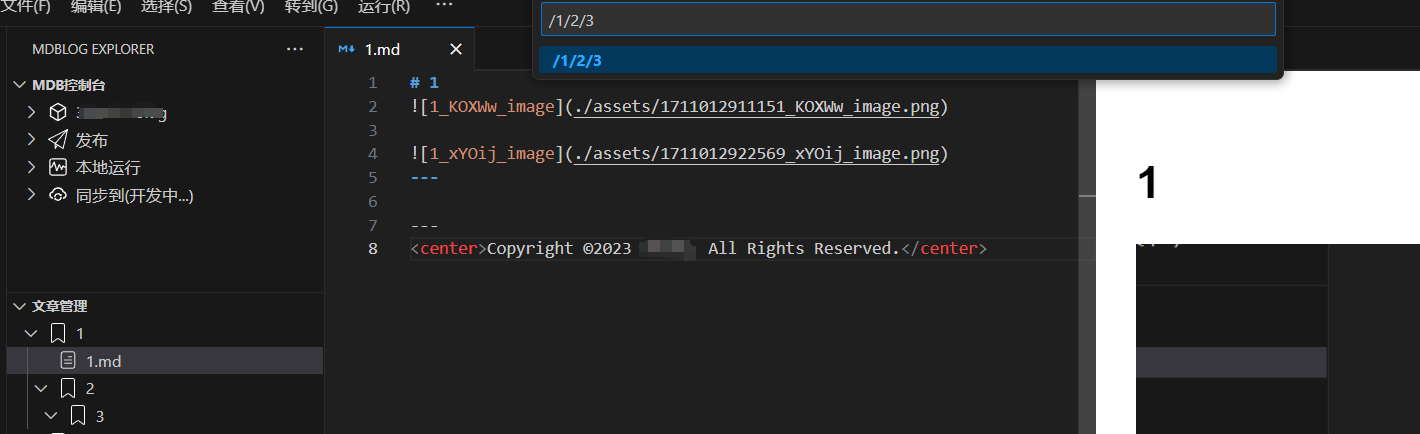 文件(F) 编辑(E) 选择(S) 查看(V) 转到(G) 运行(R) ···
/1/2/3
/1/2/3
MDBLOG EXPLORER ···
MDB控制台
发布
本地运行
同步到(开发中...)
文章管理
1
1.md
2
3
1.md
1 # 1
2 ![1_KOXWw_image](./assets/1711012911151_KOXWw_image.png)
3
4 ![1_xYOij_image](./assets/1711012922569_xYOij_image.png)
5 ---
6
7 ---
8 <center>Copyright ©2023 All Rights Reserved.</center>
1